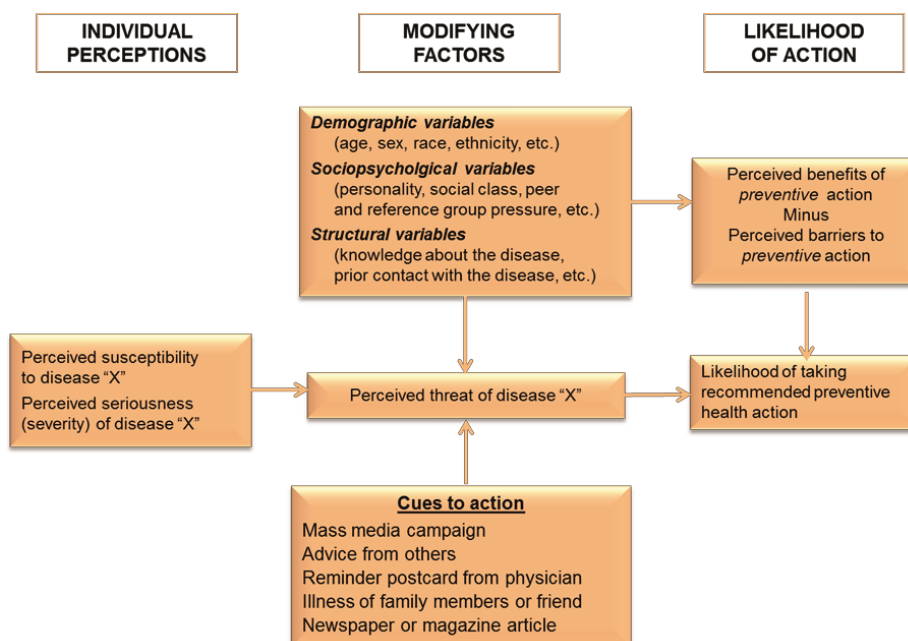 INDIVIDUAL
PERCEPTIONS
MODIFYING
FACTORS
LIKELIHOOD
OF ACTION
Demographic variables
(age, sex, race, ethnicity, etc.)
Sociopsycholgical variables
(personality, social class, peer
and reference group pressure, etc.)
Structural variables
(knowledge about the disease,
prior contact with the disease, etc.)
Perceived benefits of
preventive action
Minus
Perceived barriers to
preventive action
Perceived susceptibility
to disease “X”
Perceived seriousness
(severity) of disease “X”
Perceived threat of disease “X”
Likelihood of taking
recommended preventive
health action
Cues to action
Mass media campaign
Advice from others
Reminder postcard from physician
Illness of family members or friend
Newspaper or magazine article